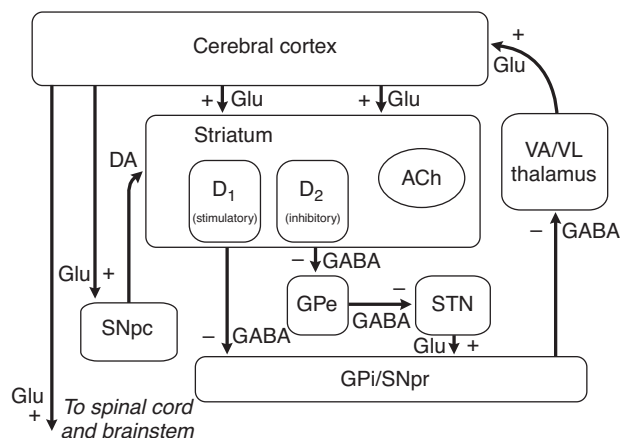 Cerebral cortex
+
Glu
+ Glu
+ Glu
Striatum
DA
D1
(stimulatory)
D2
(inhibitory)
ACh
VA/VL
thalamus
– GABA
– GABA
Glu +
SNpc
GPe
–
GABA
STN
– GABA
Glu +
GPi/SNpr
Glu
+
To spinal cord
and brainstem